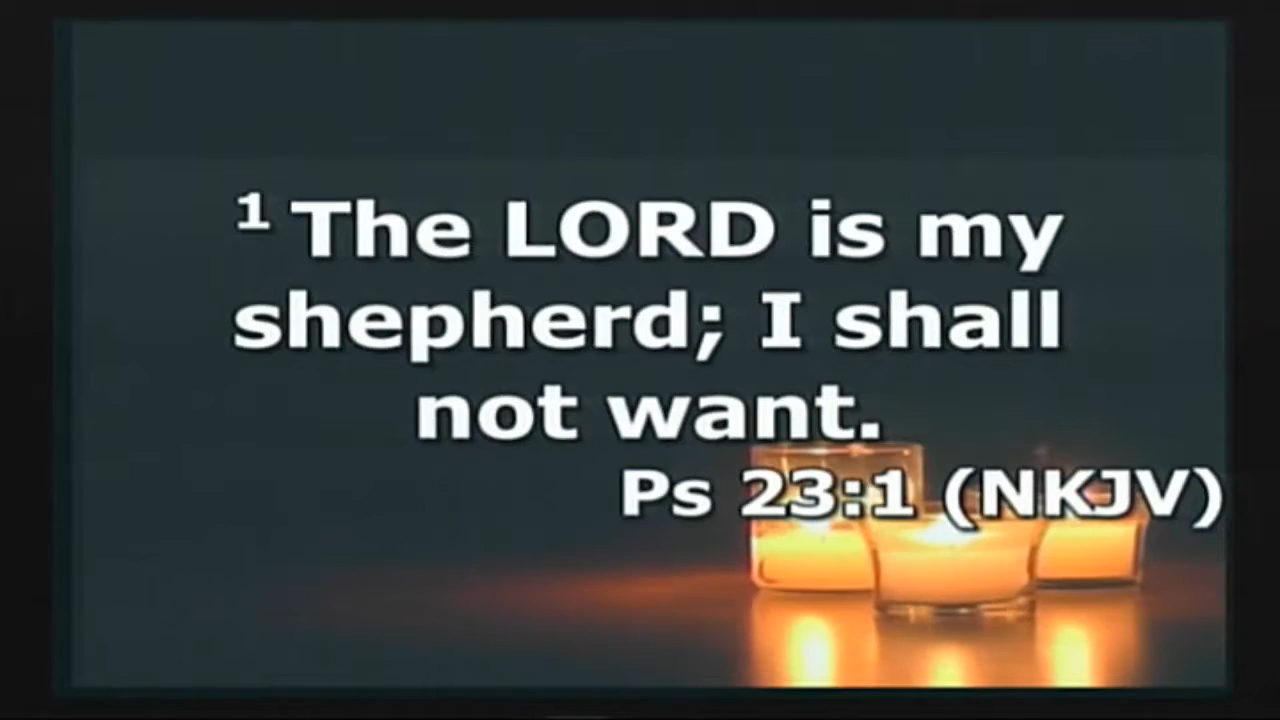 ¹ The LORD is my
shepherd; I shall
not want.
Ps 23:1 (NKJV)